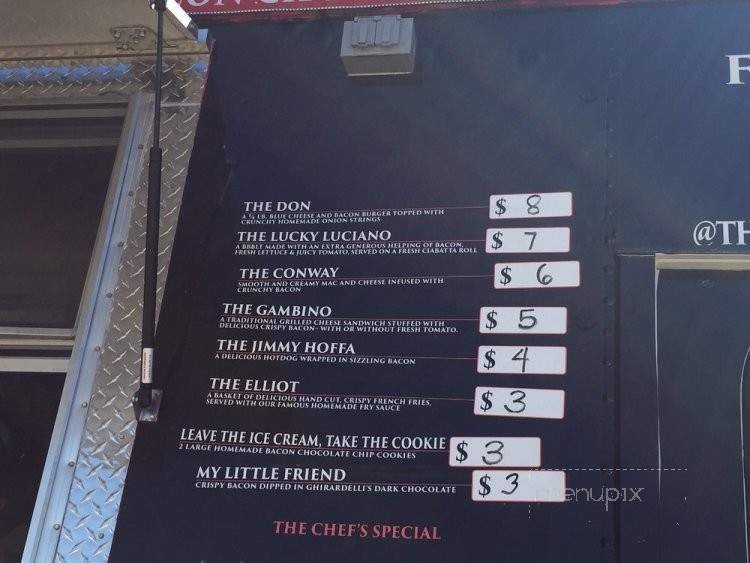 THE DON $ 8
A ½ LB. BLUE CHEESE AND BACON BURGER TOPPED WITH
CRUNCHY HOMEMADE ONION STRINGS
THE LUCKY LUCIANO $ 7
A BBBLT MADE WITH AN EXTRA GENEROUS HELPING OF BACON,
FRESH LETTUCE & JUICY TOMATO, SERVED ON A FRESH CIABATTA ROLL
THE CONWAY $ 6
SMOOTH AND CREAMY MAC AND CHEESE INFUSED WITH
CRUNCHY BACON
THE GAMBINO $ 5
A TRADITIONAL GRILLED CHEESE SANDWICH STUFFED WITH
DELICIOUS CRISPY BACON- WITH OR WITHOUT FRESH TOMATO.
THE JIMMY HOFFA $ 4
A DELICIOUS HOTDOG WRAPPED IN SIZZLING BACON
THE ELLIOT $ 3
A BASKET OF DELICIOUS HAND CUT, CRISPY FRENCH FRIES,
SERVED WITH OUR FAMOUS HOMEMADE FRY SAUCE
LEAVE THE ICE CREAM, TAKE THE COOKIE $ 3
2 LARGE HOMEMADE BACON CHOCOLATE CHIP COOKIES
MY LITTLE FRIEND $ 3
CRISPY BACON DIPPED IN GHIRARDELLI'S DARK CHOCOLATE
THE CHEF'S SPECIAL
F
@TH
menupix